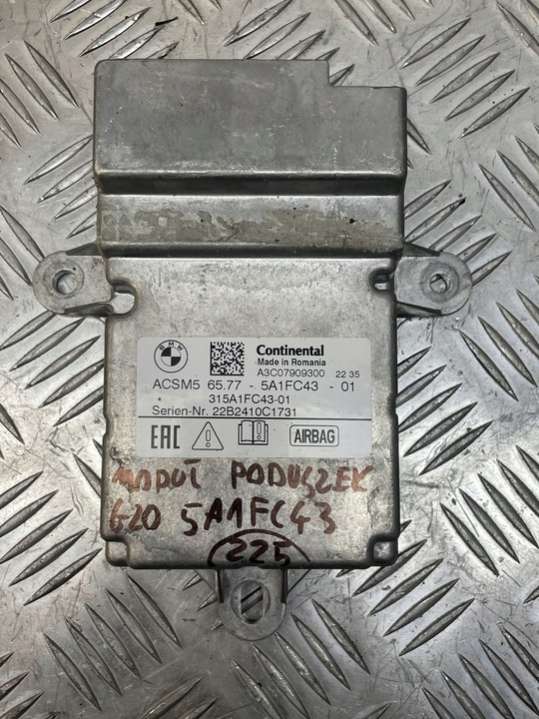 BMW
Continental
Made in Romania
A3C07909300 22 35
ACSM5 65.77 - 5A1FC43 - 01
315A1FC43-01
Serien-Nr. 22B2410C1731
EAC
AIRBAG
MODUŁ PODUSZEK
G20 5A1FC43
225